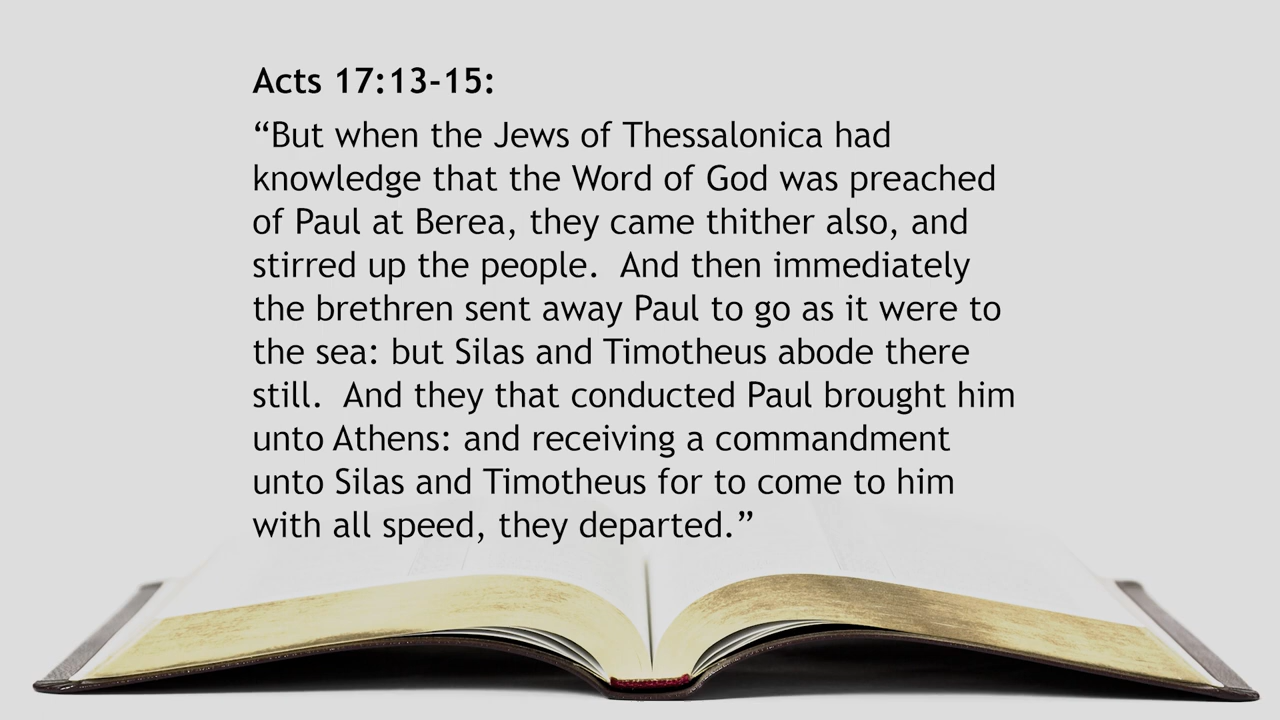 Acts 17:13-15:
“But when the Jews of Thessalonica had
knowledge that the Word of God was preached
of Paul at Berea, they came thither also, and
stirred up the people.  And then immediately
the brethren sent away Paul to go as it were to
the sea: but Silas and Timotheus abode there
still.  And they that conducted Paul brought him
unto Athens: and receiving a commandment
unto Silas and Timotheus for to come to him
with all speed, they departed.”